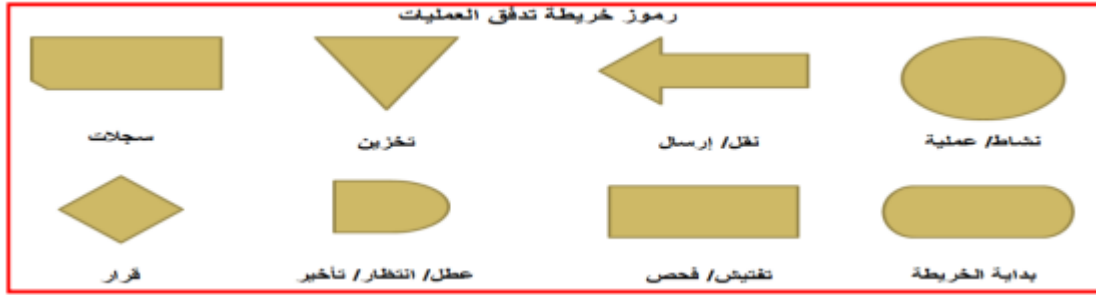 رموز خريطة تدفق العمليات
نشاط/ عملية
نقل/ إرسال
تخزين
سجلات
بداية الخريطة
تفتيش/ فحص
عطل/ انتظار/ تأخير
قرار